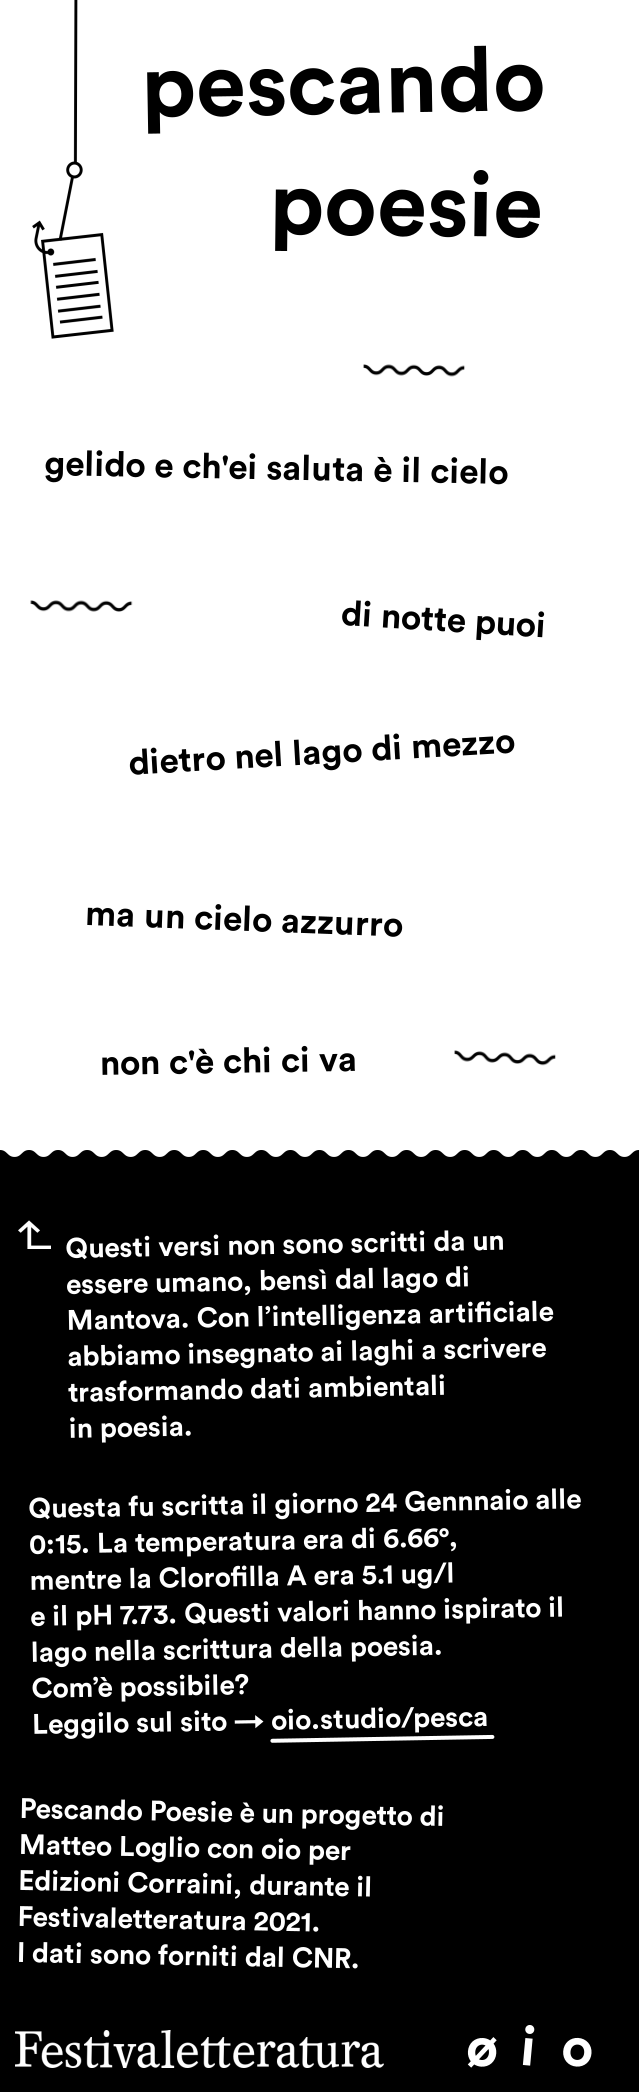 pescando
poesie
gelido e ch'ei saluta è il cielo
di notte puoi
dietro nel lago di mezzo
ma un cielo azzurro
non c'è chi ci va
Questi versi non sono scritti da un
essere umano, bensì dal lago di
Mantova. Con l’intelligenza artificiale
abbiamo insegnato ai laghi a scrivere
trasformando dati ambientali
in poesia.
Questa fu scritta il giorno 24 Gennnaio alle
0:15. La temperatura era di 6.66°,
mentre la Clorofilla A era 5.1 ug/l
e il pH 7.73. Questi valori hanno ispirato il
lago nella scrittura della poesia.
Com’è possibile?
Leggilo sul sito → oio.studio/pesca
Pescando Poesie è un progetto di
Matteo Loglio con oio per
Edizioni Corraini, durante il
Festivaletteratura 2021.
I dati sono forniti dal CNR.
Festivaletteratura ø i o